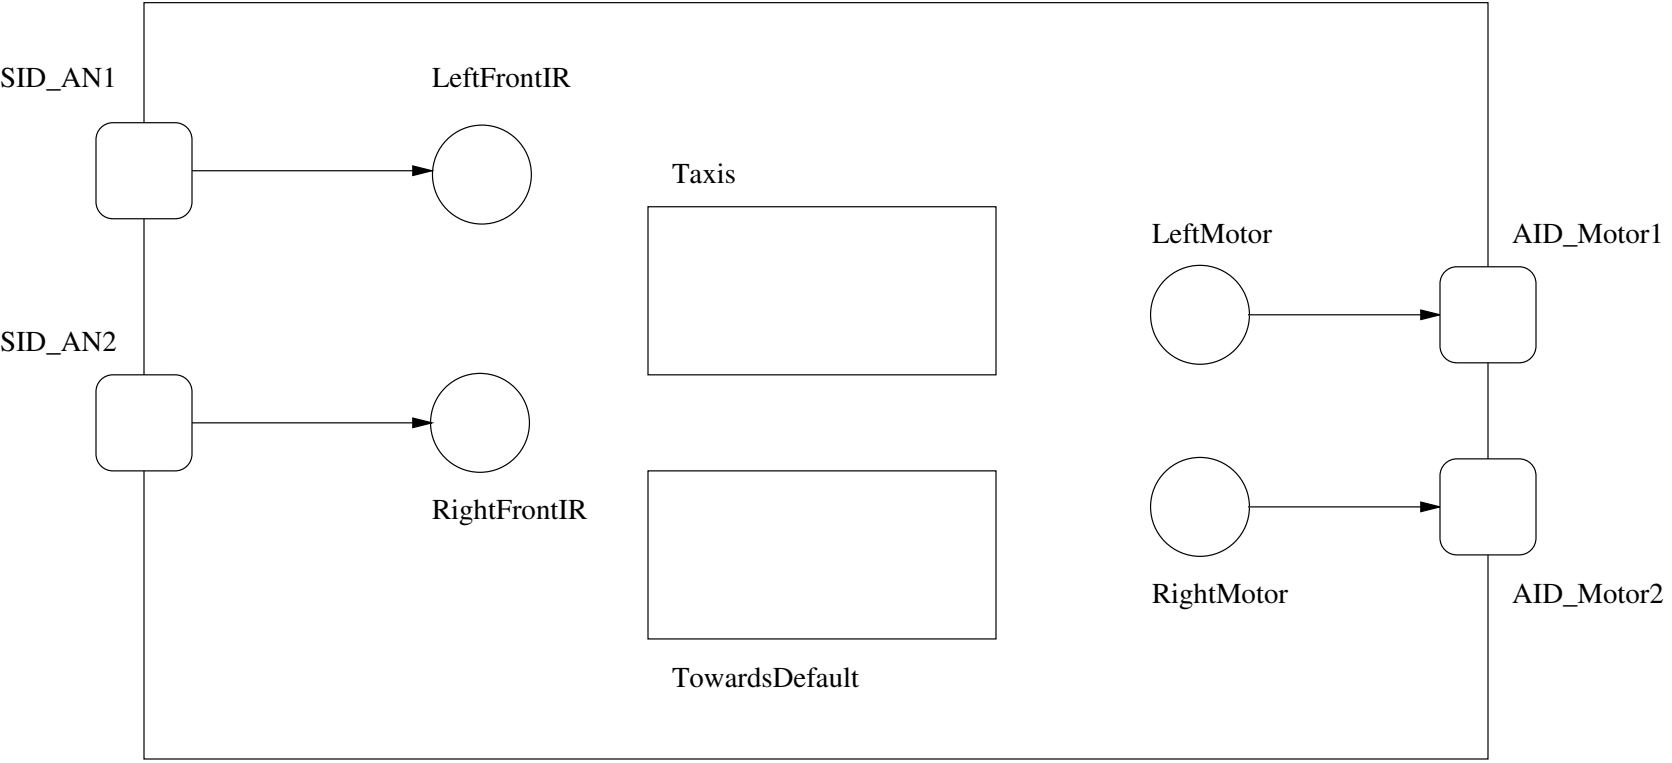 SID_AN1
LeftFrontIR
Taxis
LeftMotor
AID_Motor1
SID_AN2
RightFrontIR
RightMotor
AID_Motor2
TowardsDefault